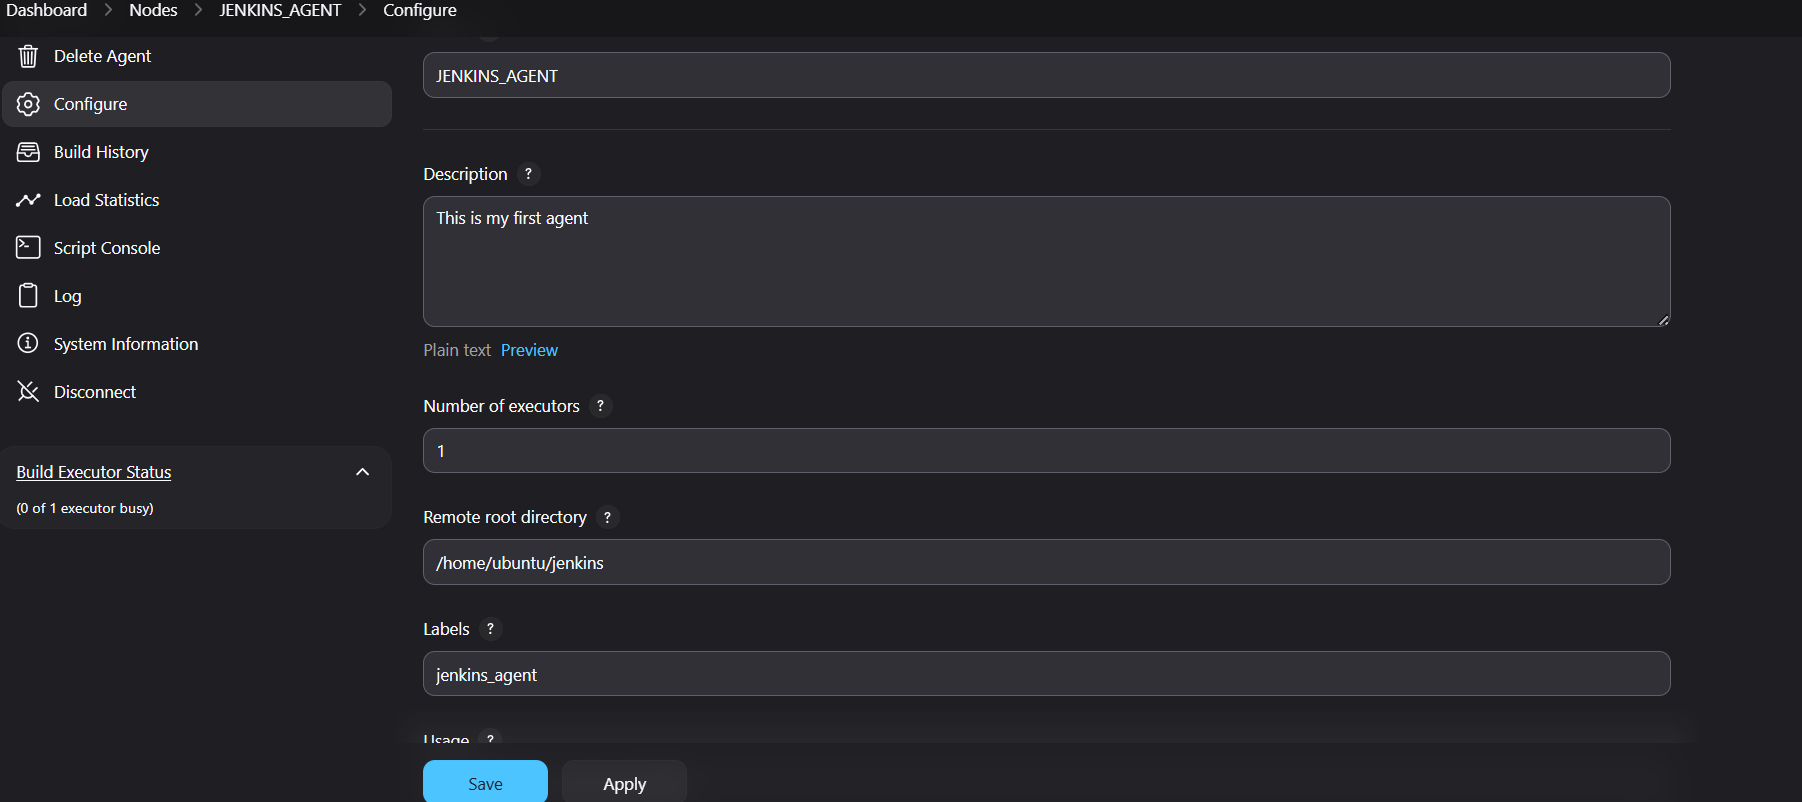 Dashboard > Nodes > JENKINS_AGENT > Configure
Delete Agent
Configure
Build History
Load Statistics
Script Console
Log
System Information
Disconnect
Build Executor Status
(0 of 1 executor busy)
JENKINS_AGENT
Description ?
This is my first agent
Plain text Preview
Number of executors ?
1
Remote root directory ?
/home/ubuntu/jenkins
Labels ?
jenkins_agent
Usage ?
Save Apply